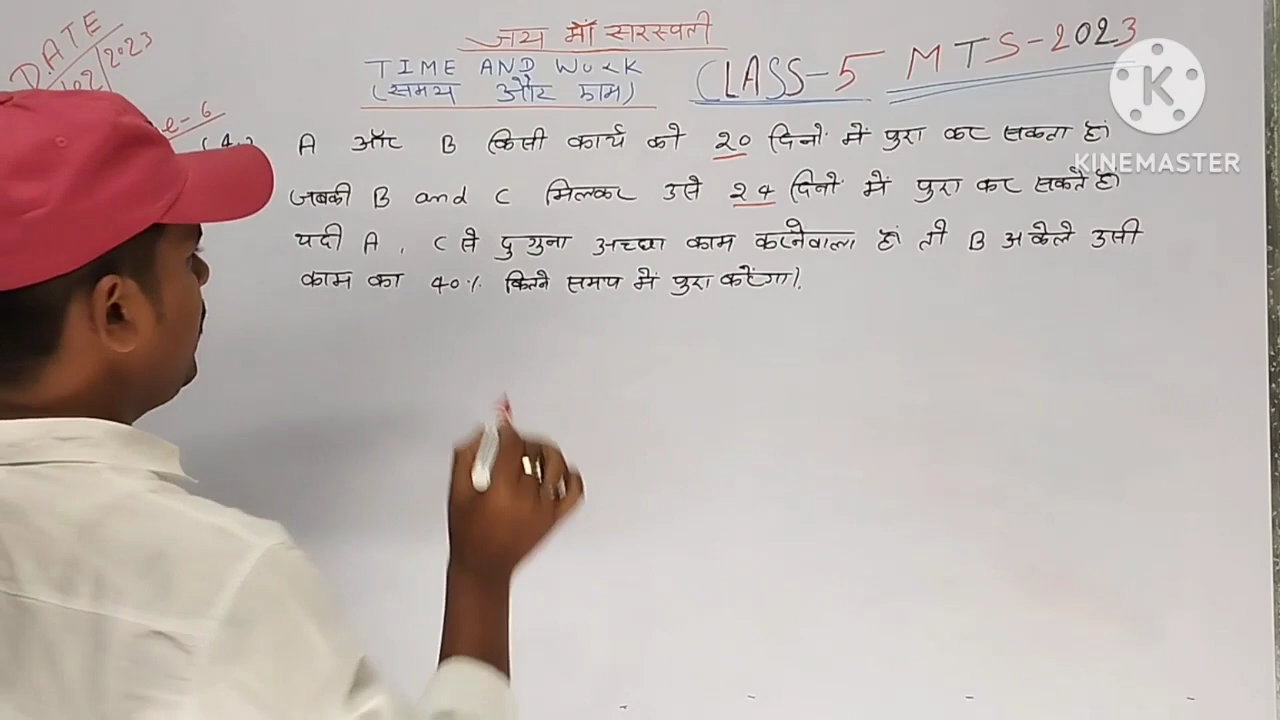 जय माँ सरस्वती
DATE
2023
TIME AND WORK
(समय और काम)
CLASS-5 MTS-2023
KINEMASTER
A और B किसी कार्य को 20 दिनों में पुरा कर सकता हां
जबकी B and C मिलकर उसे 24 दिनों में पुरा कर सकते हां
यदी A, C से दुगुना अच्छा काम करनेवाला हां तो B अकेले उसी
काम का 40% कितने समय में पुरा करेंगा।